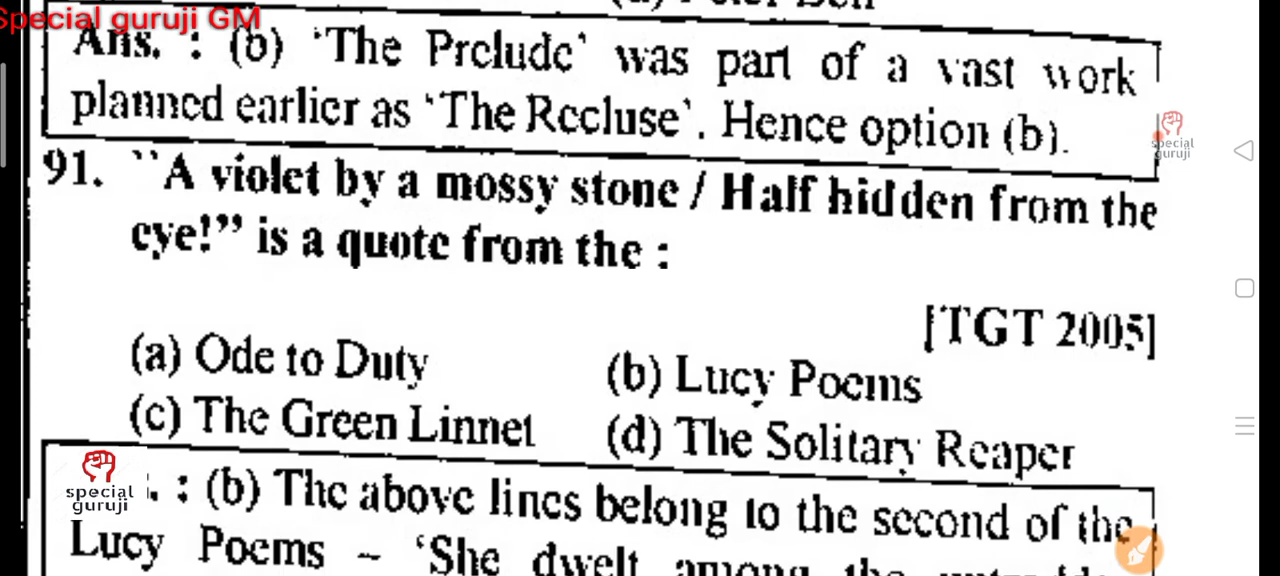 Special guruji GM
Ans. : (b) 'The Prelude' was part of a vast work
planned earlier as 'The Recluse'. Hence option (b).
special
guruji
91. "A violet by a mossy stone / Half hidden from the
eye!" is a quote from the :
[TGT 2005]
(a) Ode to Duty (b) Lucy Poems
(c) The Green Linnet (d) The Solitary Reaper
special
guruji
. : (b) The above lines belong to the second of the
Lucy Poems – 'She dwelt among the